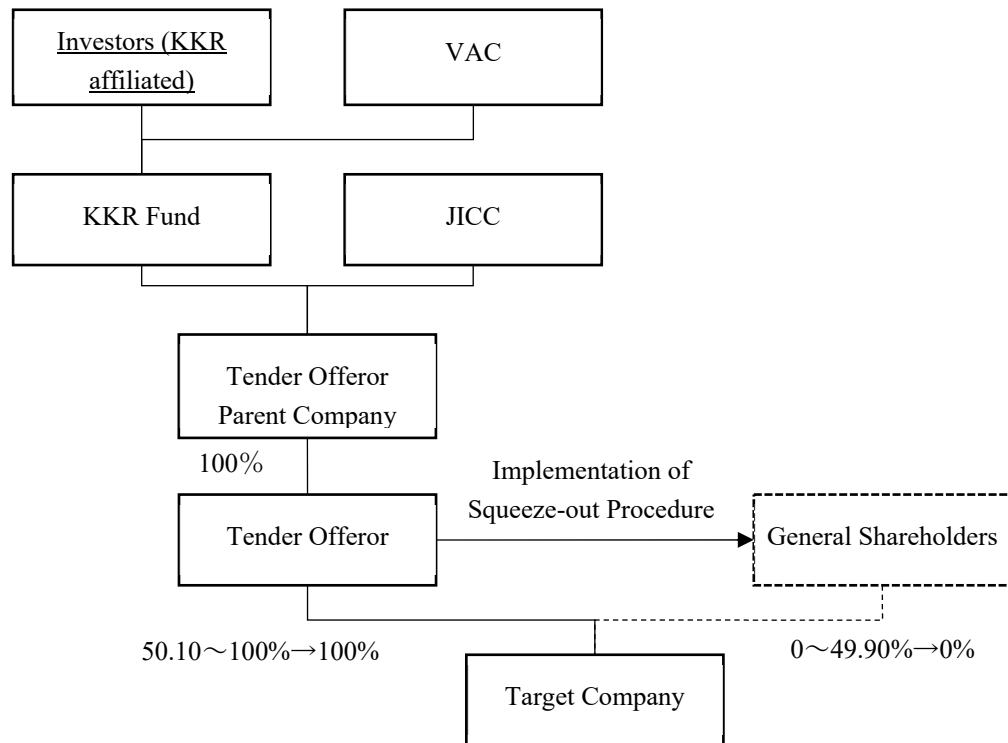 Investors (KKR
affiliated)
VAC
KKR Fund
JICC
Tender Offeror
Parent Company
100%
Implementation of
Squeeze-out Procedure
Tender Offeror
General Shareholders
50.10～100%→100%
0～49.90%→0%
Target Company